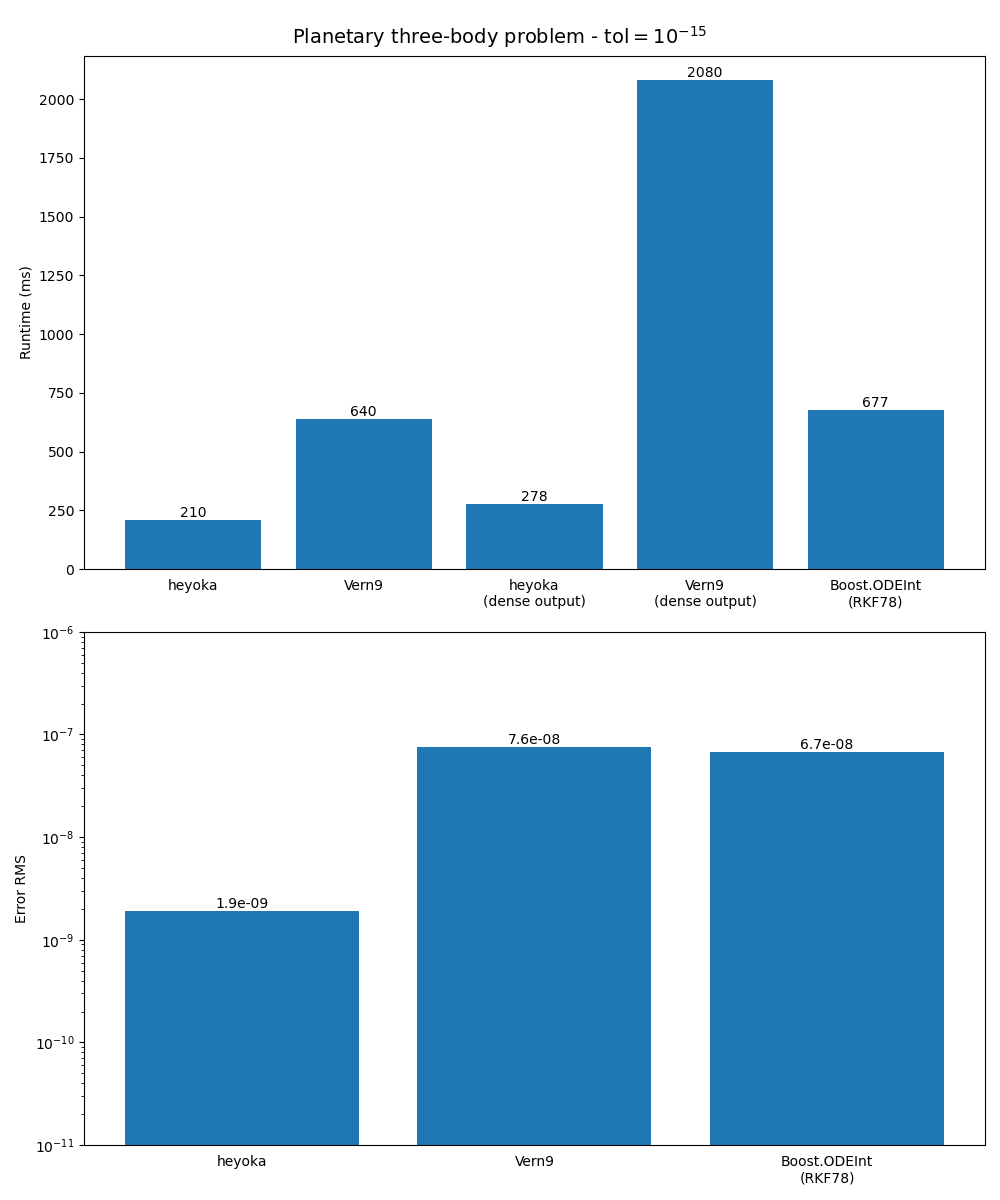 Planetary three-body problem - tol = 10⁻¹⁵
2080
2000
1750
1500
1250
1000
Runtime (ms)
750
677
640
500
278
250
210
0
heyoka
Vern9
heyoka
(dense output)
Vern9
(dense output)
Boost.ODEInt
(RKF78)
10⁻⁶
10⁻⁷
7.6e-08
6.7e-08
10⁻⁸
Error RMS
1.9e-09
10⁻⁹
10⁻¹⁰
10⁻¹¹
heyoka
Vern9
Boost.ODEInt
(RKF78)